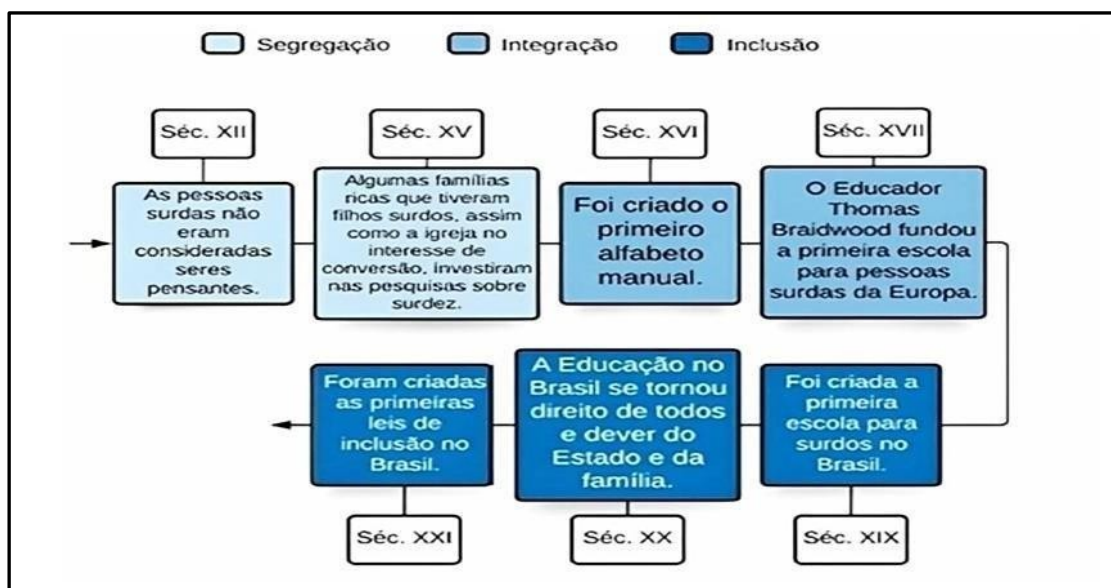 Segregação Integração Inclusão
Séc. XII
As pessoas
surdas não
eram
consideradas
seres
pensantes.
Séc. XV
Algumas famílias
ricas que tiveram
filhos surdos, assim
como a igreja no
interesse de
conversão, investiram
nas pesquisas sobre
surdez.
Séc. XVI
Foi criado o
primeiro
alfabeto
manual.
Séc. XVII
O Educador
Thomas
Braidwood fundou
a primeira escola
para pessoas
surdas da Europa.
Foi criada a
primeira
escola para
surdos no
Brasil.
Séc. XIX
A Educação no
Brasil se tornou
direito de todos
e dever do
Estado e da
família.
Séc. XX
Foram criadas
as primeiras
leis de
inclusão no
Brasil.
Séc. XXI